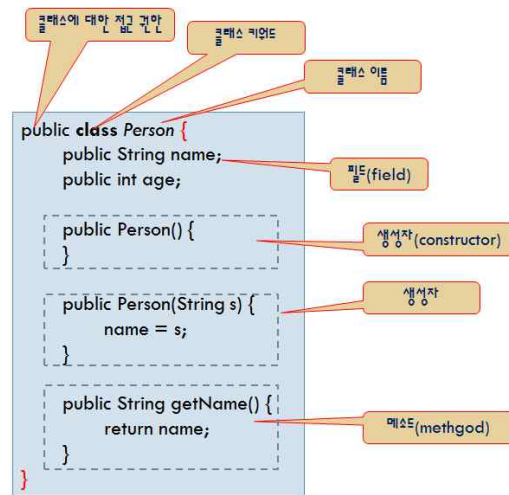 클래스에 대한 접근 권한
클래스 키워드
클래스 이름
public class Person {
public String name;
public int age;
필드(field)
public Person() {
}
생성자(constructor)
public Person(String s) {
name = s;
}
생성자
public String getName() {
return name;
}
메소드(methgod)
}